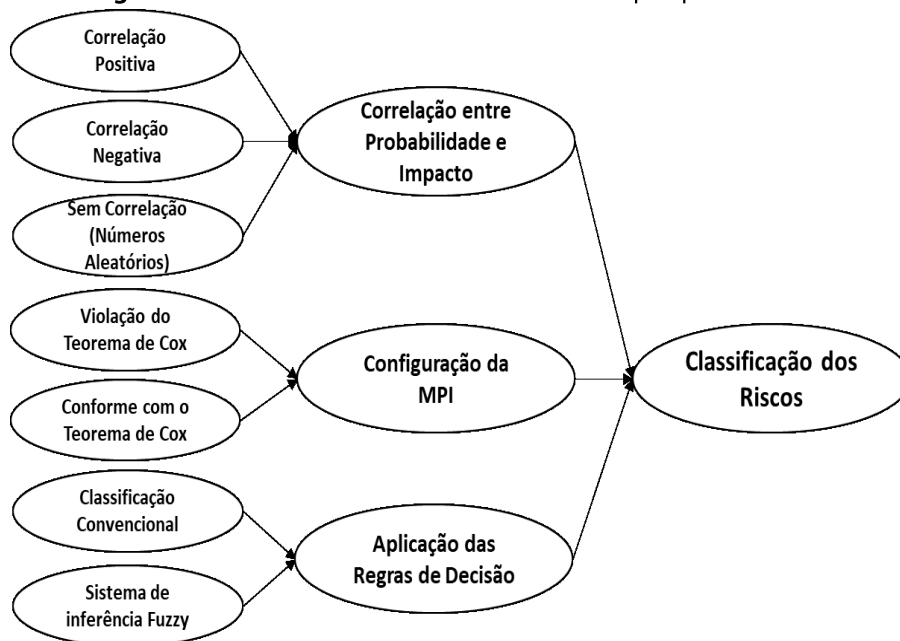 Correlação
Positiva
Correlação
Negativa
Sem Correlação
(Números
Aleatórios)
Violação do
Teorema de Cox
Conforme com o
Teorema de Cox
Classificação
Convencional
Sistema de
inferência Fuzzy
Correlação entre
Probabilidade e
Impacto
Configuração da
MPI
Aplicação das
Regras de Decisão
Classificação dos
Riscos